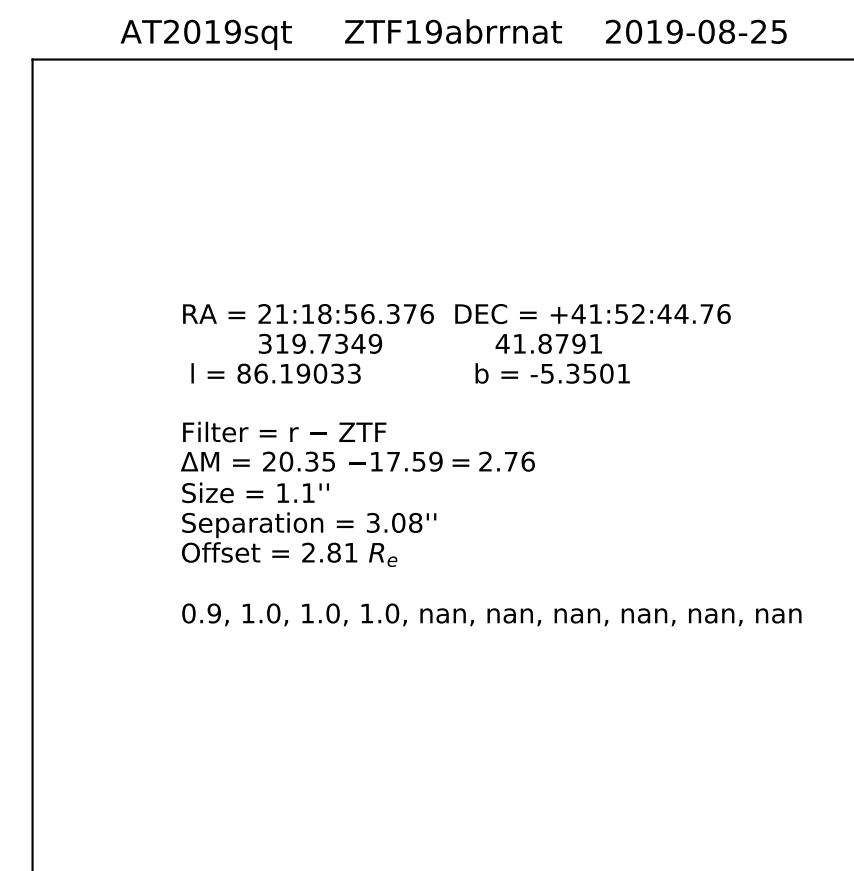 AT2019sqt ZTF19abrrnat 2019-08-25
RA = 21:18:56.376 DEC = +41:52:44.76
319.7349 41.8791
l = 86.19033 b = -5.3501
Filter = r − ZTF
ΔM = 20.35 −17.59 = 2.76
Size = 1.1''
Separation = 3.08''
Offset = 2.81 Rₑ
0.9, 1.0, 1.0, 1.0, nan, nan, nan, nan, nan, nan